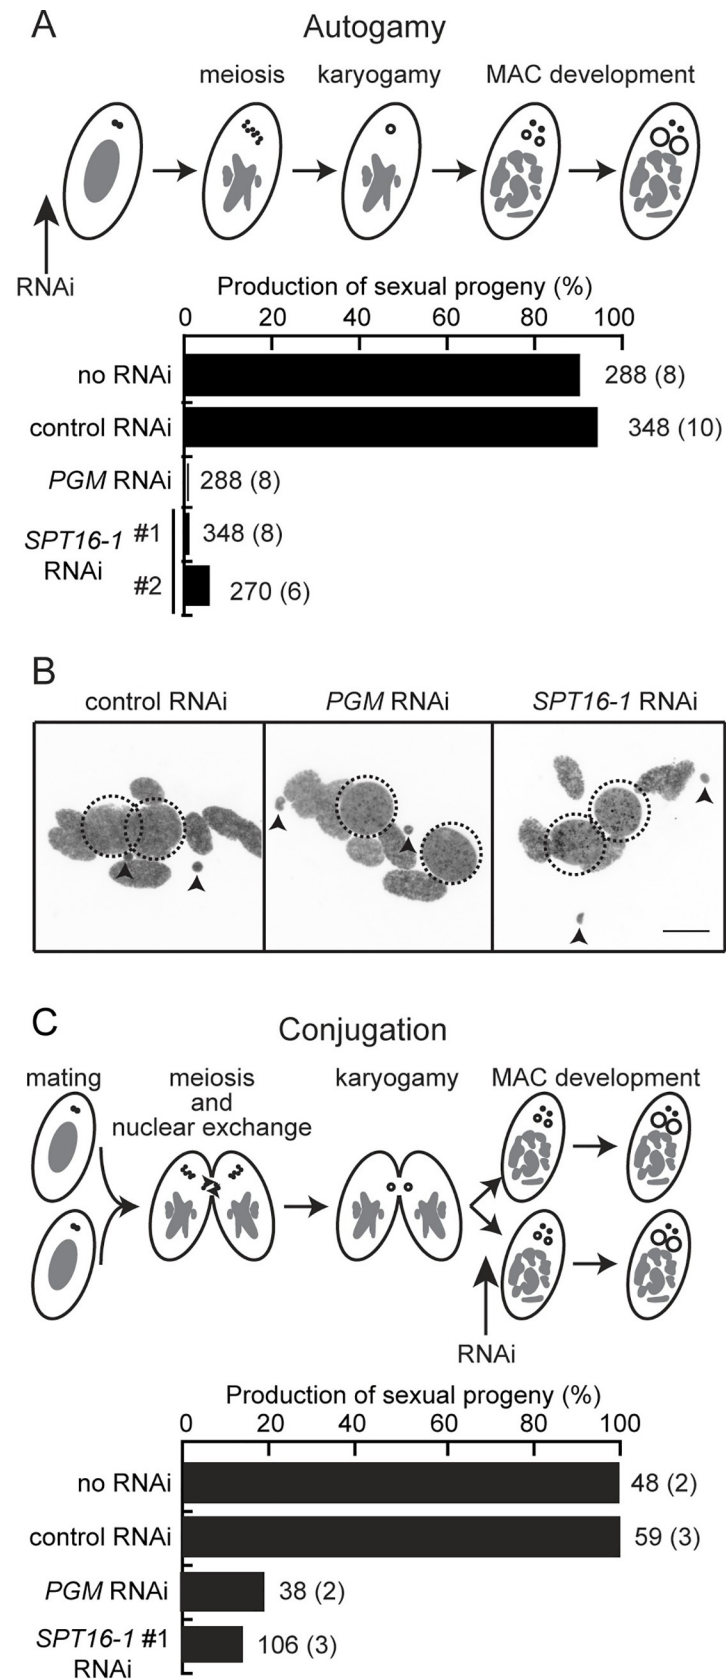 A
Autogamy
meiosis karyogamy MAC development
RNAi
Production of sexual progeny (%)
0 20 40 60 80 100
no RNAi 288 (8)
control RNAi 348 (10)
PGM RNAi 288 (8)
SPT16-1 RNAi
#1 348 (8)
#2 270 (6)
B
control RNAi PGM RNAi SPT16-1 RNAi
C
Conjugation
mating meiosis and nuclear exchange karyogamy MAC development
RNAi
Production of sexual progeny (%)
0 20 40 60 80 100
no RNAi 48 (2)
control RNAi 59 (3)
PGM RNAi 38 (2)
SPT16-1 #1 RNAi 106 (3)